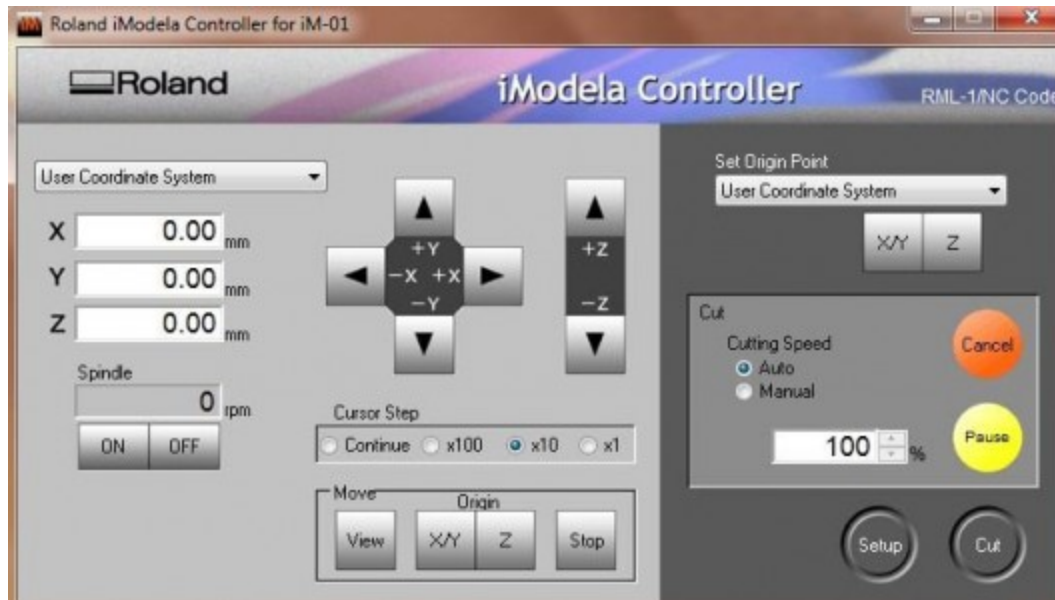 Roland iModela Controller for iM-01
Roland
iModela Controller
RML-1/NC Code
User Coordinate System
X 0.00 mm
Y 0.00 mm
Z 0.00 mm
Spindle
0 rpm
ON OFF
+Y
-X +X
-Y
+Z
-Z
Cursor Step
Continue x100 x10 x1
Move
Origin
View X/Y Z Stop
Set Origin Point
User Coordinate System
X/Y Z
Cut
Cutting Speed
Auto
Manual
100 %
Cancel
Pause
Setup
Cut